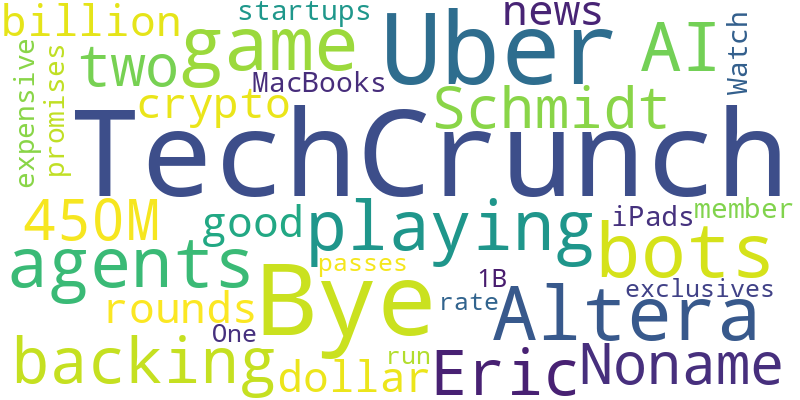 billion
startups
news
game
Uber
AI
Watch
two
MacBooks
expensive
promises
crypto
Schmidt
TechCrunch
450M
good
playing
iPads
member
agents
bots
passes
Bye
1B
exclusives
rounds
rate
Altera
One
backing
run
dollar
Eric
Noname